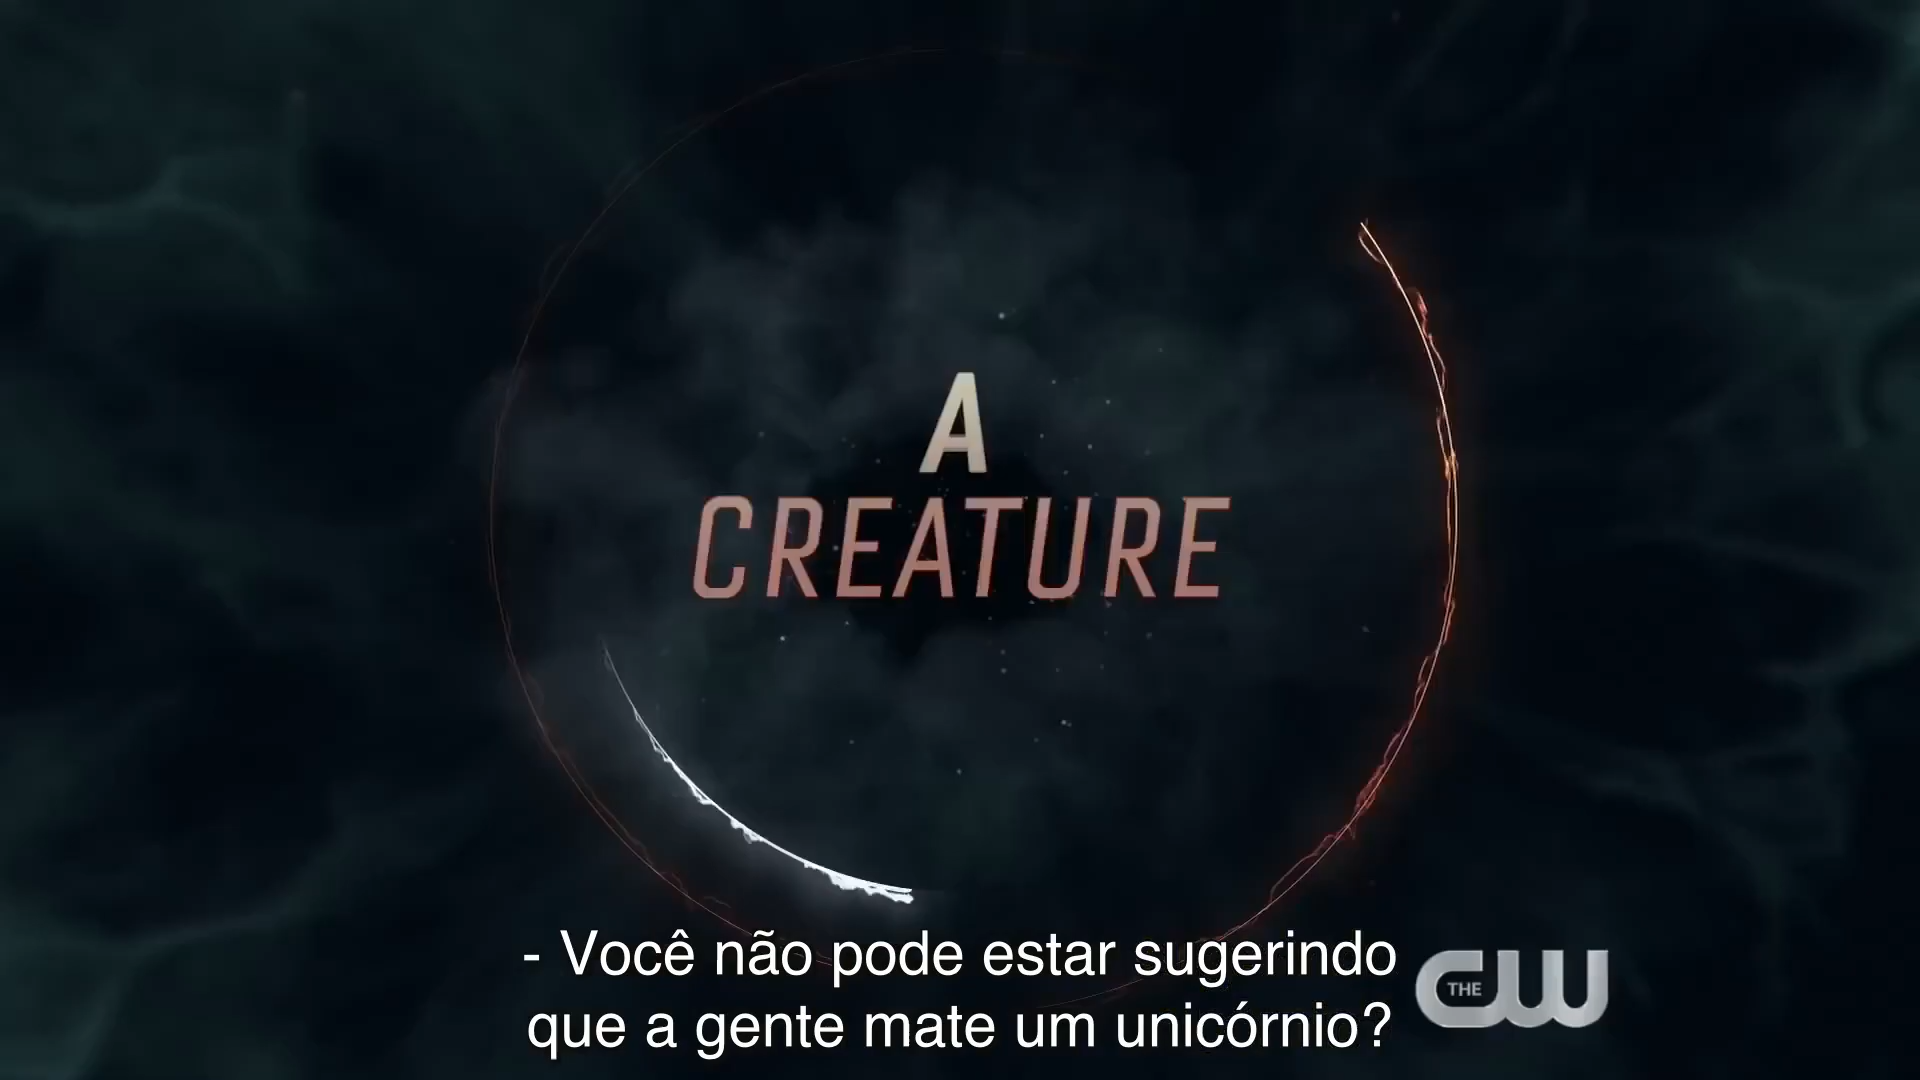 A
CREATURE
- Você não pode estar sugerindo
que a gente mate um unicórnio?
THE CW